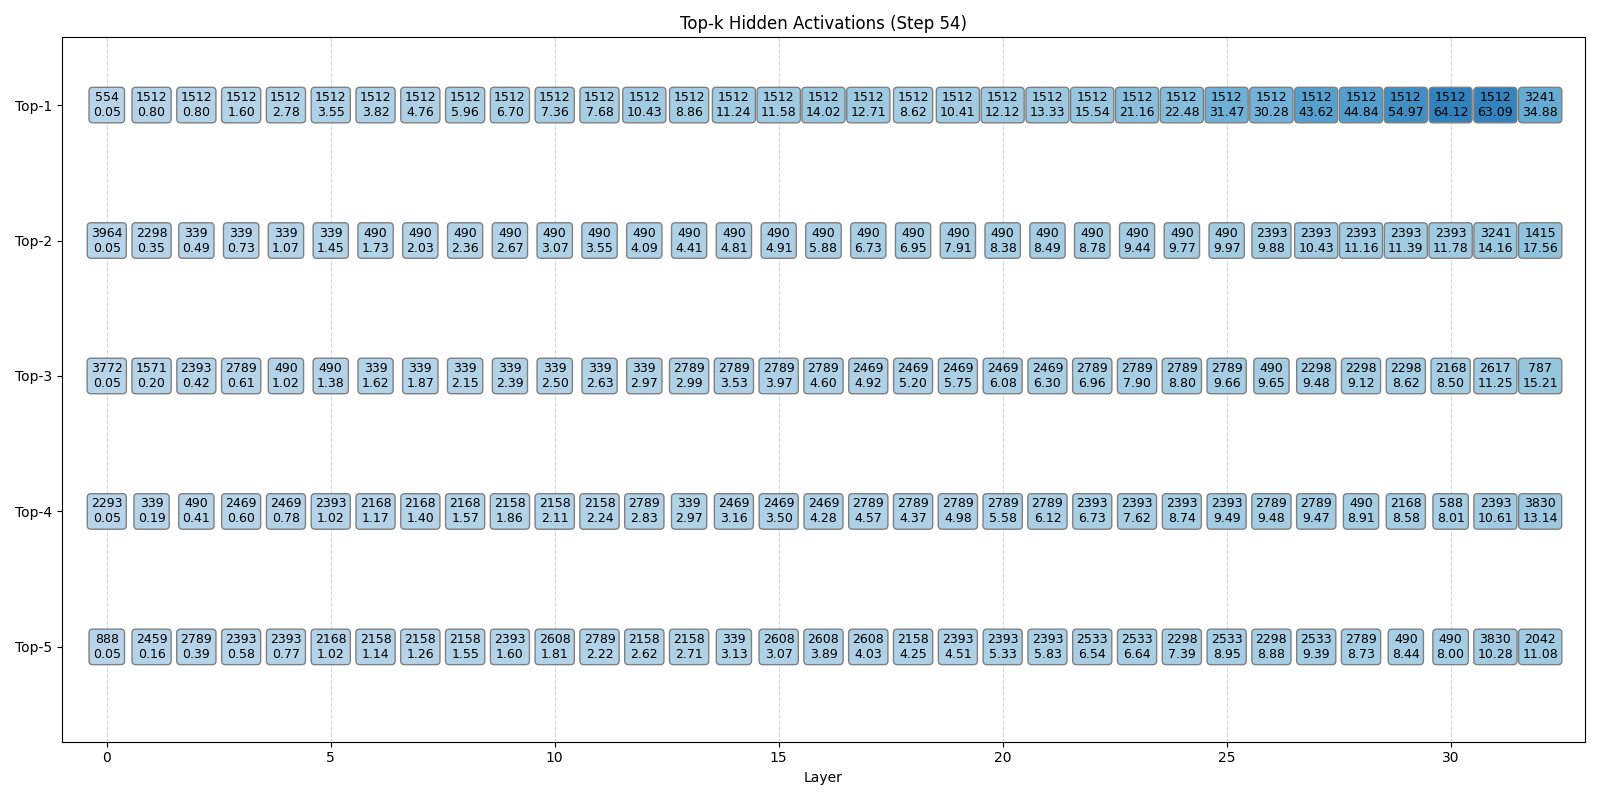 Top-k Hidden Activations (Step 54)
Top-1
554 1512 1512 1512 1512 1512 1512 1512 1512 1512 1512 1512 1512 1512 1512 1512 1512 1512 1512 1512 1512 1512 1512 1512 1512 1512 1512 1512 1512 1512 1512 1512 3241
0.05 0.80 0.80 1.60 2.78 3.55 3.82 4.76 5.96 6.70 7.36 7.68 10.43 8.86 11.24 11.58 14.02 12.71 8.62 10.41 12.12 13.33 15.54 21.16 22.48 31.47 30.28 43.62 44.84 54.97 64.12 63.09 34.88
Top-2
3964 2298 339 339 339 339 490 490 490 490 490 490 490 490 490 490 490 490 490 490 490 490 490 490 490 490 2393 2393 2393 2393 2393 3241 1415
0.05 0.35 0.49 0.73 1.07 1.45 1.73 2.03 2.36 2.67 3.07 3.55 4.09 4.41 4.81 4.91 5.88 6.73 6.95 7.91 8.38 8.49 8.78 9.44 9.77 9.97 9.88 10.43 11.16 11.39 11.78 14.16 17.56
Top-3
3772 1571 2393 2789 490 490 339 339 339 339 339 339 339 2789 2789 2789 2789 2469 2469 2469 2469 2469 2789 2789 2789 2789 490 2298 2298 2298 2168 2617 787
0.05 0.20 0.42 0.61 1.02 1.38 1.62 1.87 2.15 2.39 2.50 2.63 2.97 2.99 3.53 3.97 4.60 4.92 5.20 5.75 6.08 6.30 6.96 7.90 8.80 9.66 9.65 9.48 9.12 8.62 8.50 11.25 15.21
Top-4
2293 339 490 2469 2469 2393 2168 2168 2168 2158 2158 2158 2789 339 2469 2469 2469 2789 2789 2789 2789 2789 2393 2393 2393 2393 2789 2789 490 2168 588 2393 3830
0.05 0.19 0.41 0.60 0.78 1.02 1.17 1.40 1.57 1.86 2.11 2.24 2.83 2.97 3.16 3.50 4.28 4.57 4.37 4.98 5.58 6.12 6.73 7.62 8.74 9.49 9.48 9.47 8.91 8.58 8.01 10.61 13.14
Top-5
888 2459 2789 2393 2393 2168 2158 2158 2158 2393 2608 2789 2158 2158 339 2608 2608 2608 2158 2393 2393 2393 2533 2533 2298 2533 2298 2533 2789 490 490 3830 2042
0.05 0.16 0.39 0.58 0.77 1.02 1.14 1.26 1.55 1.60 1.81 2.22 2.62 2.71 3.13 3.07 3.89 4.03 4.25 4.51 5.33 5.83 6.54 6.64 7.39 8.95 8.88 9.39 8.73 8.44 8.00 10.28 11.08
0 5 10 15 20 25 30
Layer